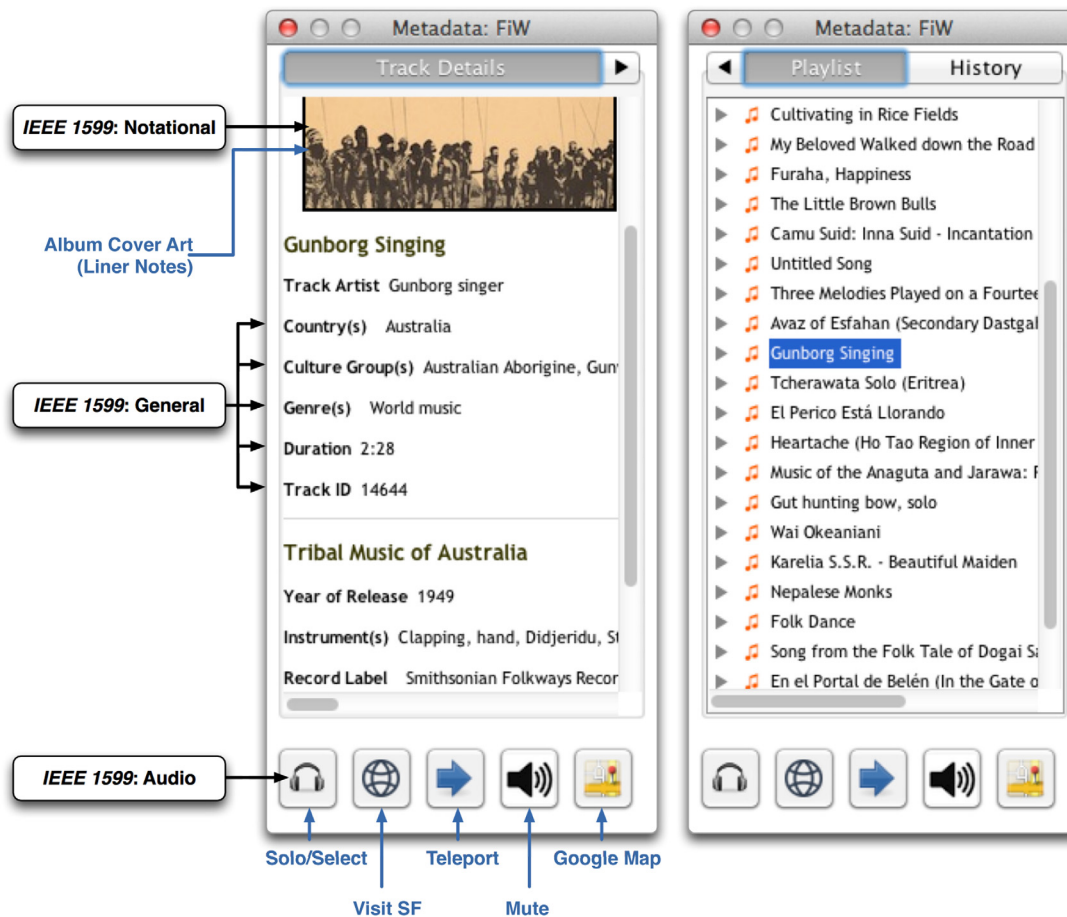 Metadata: FiW
Track Details
IEEE 1599: Notational
Album Cover Art
(Liner Notes)
Gunborg Singing
Track Artist Gunborg singer
Country(s) Australia
Culture Group(s) Australian Aborigine, Gun
IEEE 1599: General
Genre(s) World music
Duration 2:28
Track ID 14644
Tribal Music of Australia
Year of Release 1949
Instrument(s) Clapping, hand, Didjeridu, St
Record Label Smithsonian Folkways Recor
IEEE 1599: Audio
Solo/Select
Teleport
Google Map
Visit SF
Mute
Metadata: FiW
Playlist
History
Cultivating in Rice Fields
My Beloved Walked down the Road
Furaha, Happiness
The Little Brown Bulls
Camu Suid: Inna Suid - Incantation
Untitled Song
Three Melodies Played on a Fourtee
Avaz of Esfahan (Secondary Dastgah
Gunborg Singing
Tcherawata Solo (Eritrea)
El Perico Está Llorando
Heartache (Ho Tao Region of Inner
Music of the Anaguta and Jarawa:
Gut hunting bow, solo
Wai Okeaniani
Karelia S.S.R. - Beautiful Maiden
Nepalese Monks
Folk Dance
Song from the Folk Tale of Dogai Sa
En el Portal de Belén (In the Gate o